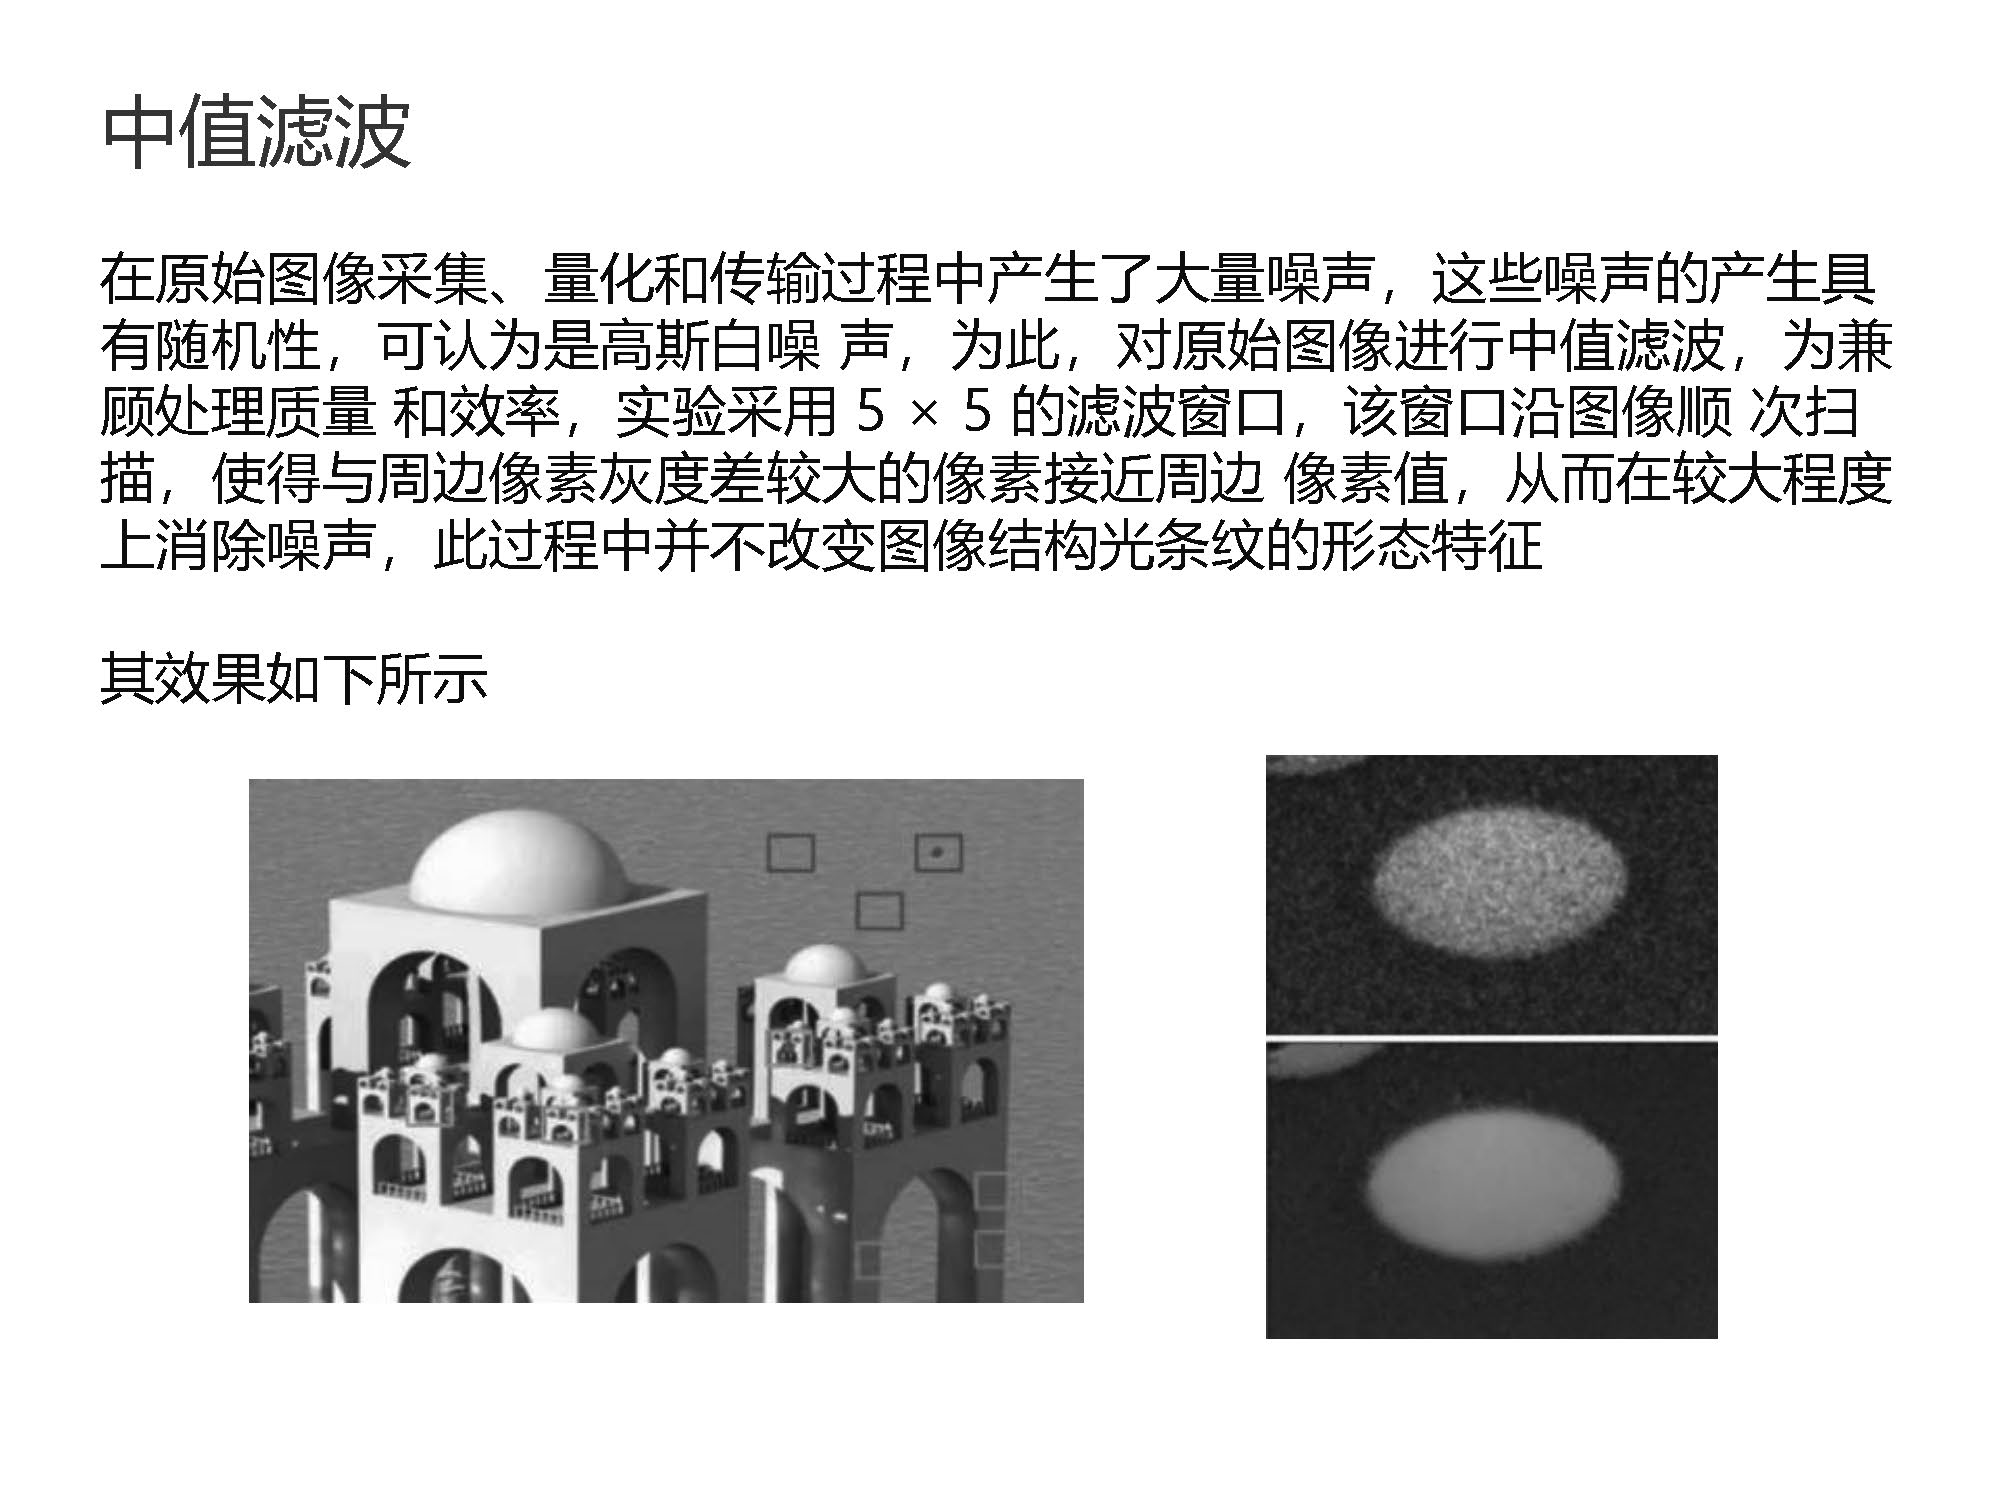 中值滤波
在原始图像采集、量化和传输过程中产生了大量噪声，这些噪声的产生具
有随机性，可认为是高斯白噪 声，为此，对原始图像进行中值滤波，为兼
顾处理质量 和效率，实验采用 5 × 5 的滤波窗口，该窗口沿图像顺 次扫
描，使得与周边像素灰度差较大的像素接近周边 像素值，从而在较大程度
上消除噪声，此过程中并不改变图像结构光条纹的形态特征
其效果如下所示